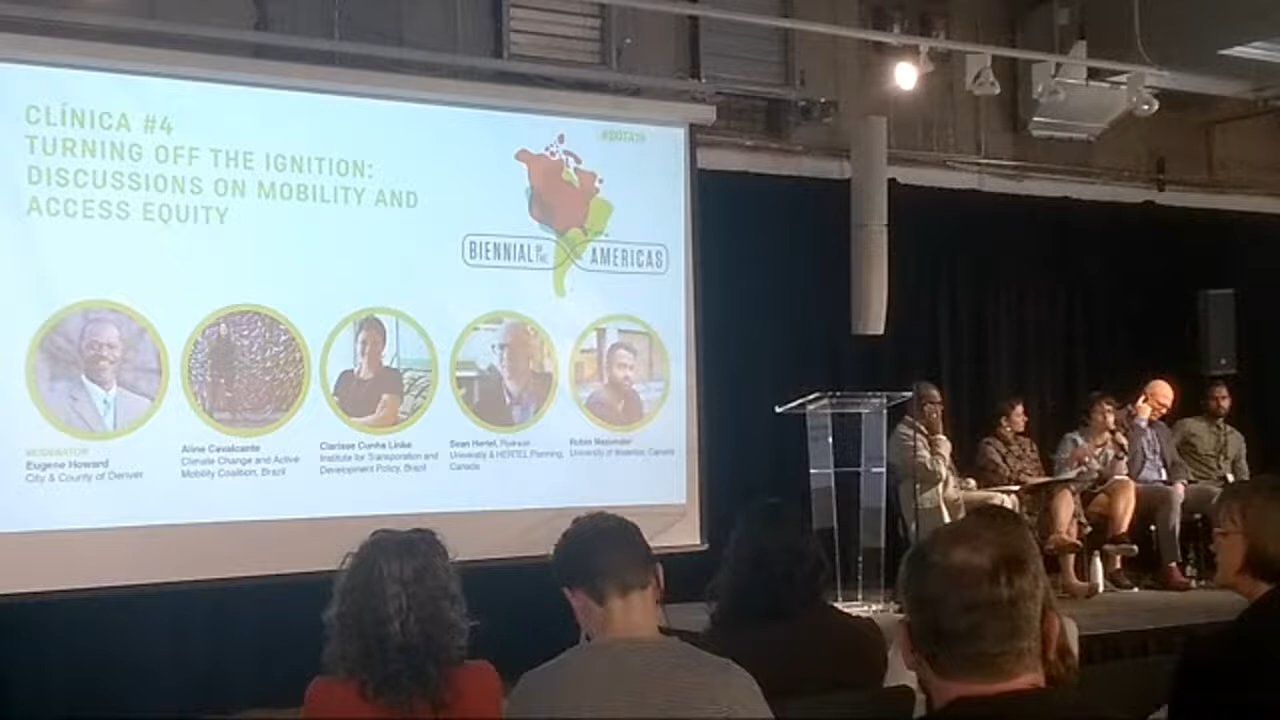 CLÍNICA #4
TURNING OFF THE IGNITION:
DISCUSSIONS ON MOBILITY AND
ACCESS EQUITY
BIENNIAL OF THE AMERICAS
MODERATOR
Eugene Howard
City & County of Denver
Aline Cavalcante
Climate Change and Active
Mobility Coalition, Brazil
Clarisse Cunha Linke
Institute for Transporation and
Development Policy, Brazil
Sean Hertel, Ryerson
University & HERTEL Planning,
Canada
Robin Mazumder
University of Waterloo, Canada